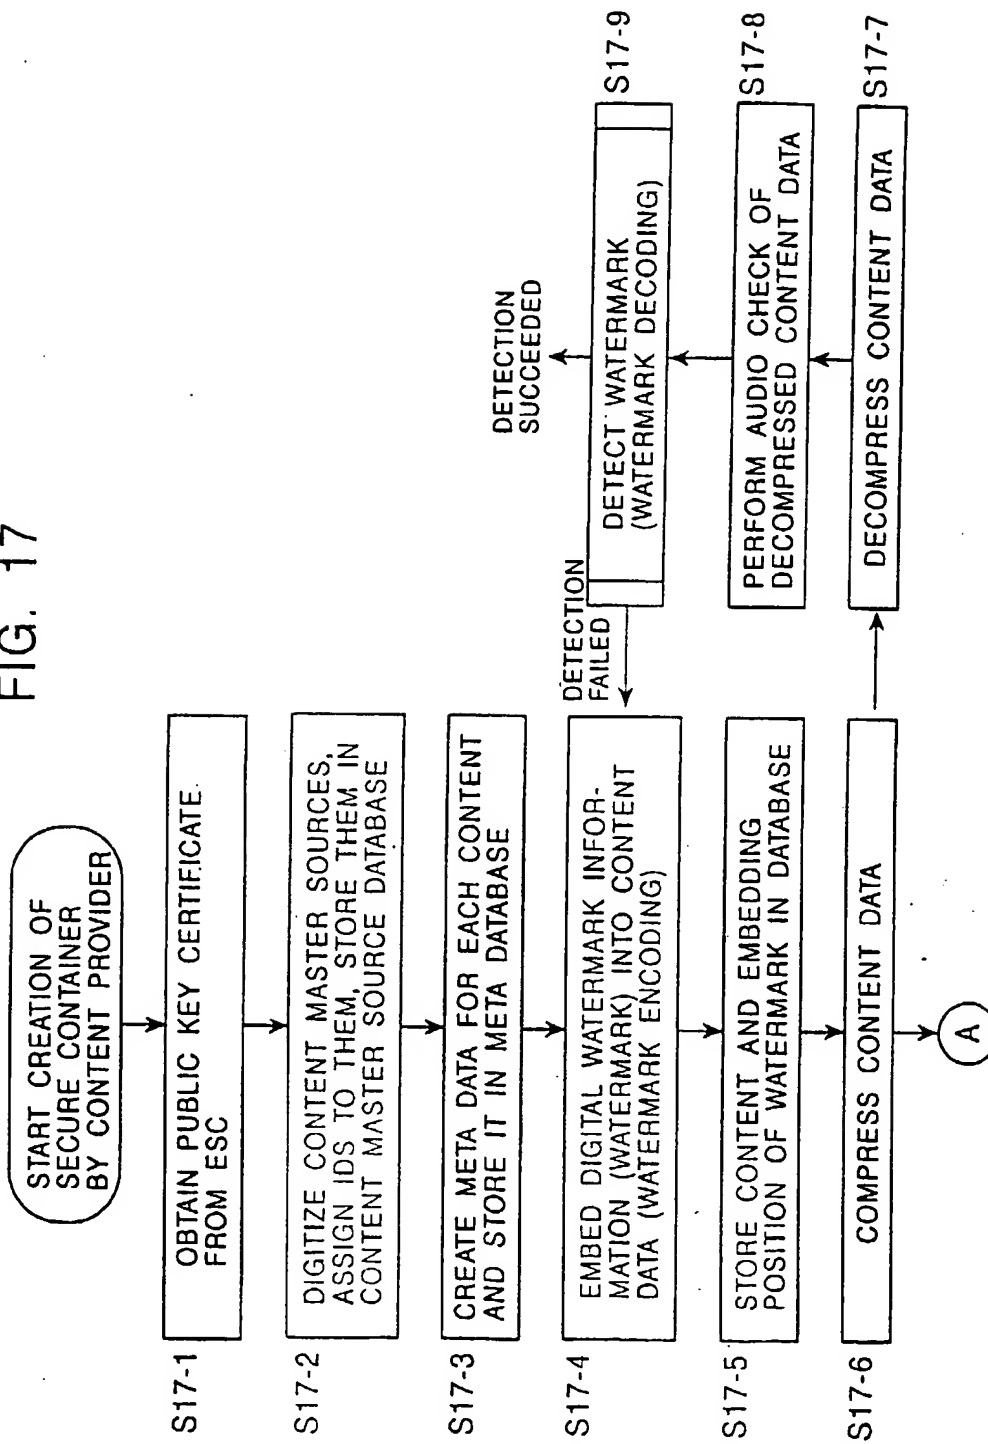 FIG. 17
START CREATION OF
SECURE CONTAINER
BY CONTENT PROVIDER
S17-1
OBTAIN PUBLIC KEY CERTIFICATE
FROM ESC
S17-2
DIGITIZE CONTENT MASTER SOURCES,
ASSIGN IDS TO THEM, STORE THEM IN
CONTENT MASTER SOURCE DATABASE
S17-3
CREATE META DATA FOR EACH CONTENT
AND STORE IT IN META DATABASE
S17-4
EMBED DIGITAL WATERMARK INFOR-
MATION (WATERMARK) INTO CONTENT
DATA (WATERMARK ENCODING)
S17-5
STORE CONTENT AND EMBEDDING
POSITION OF WATERMARK IN DATABASE
S17-6
COMPRESS CONTENT DATA
A
DECOMPRESS CONTENT DATA
S17-7
PERFORM AUDIO CHECK OF
DECOMPRESSED CONTENT DATA
S17-8
DETECT WATERMARK
(WATERMARK DECODING)
S17-9
DETECTION
FAILED
DETECTION
SUCCEEDED